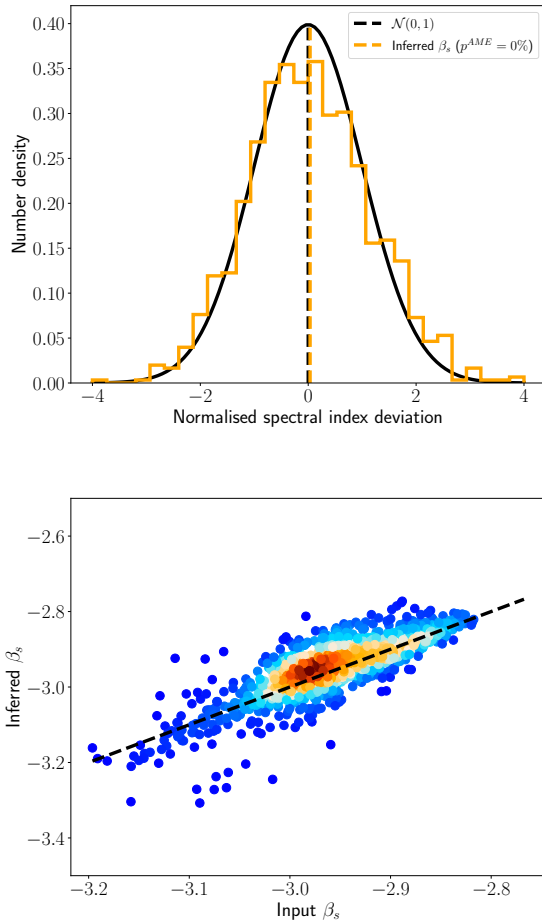 0.40
0.35
0.30
0.25
0.20
0.15
0.10
0.05
0.00
Number density
𝒩(0, 1)
Inferred βₛ (p^AME = 0%)
−4 −2 0 2 4
Normalised spectral index deviation
−2.6
−2.8
−3.0
−3.2
−3.4
Inferred βₛ
−3.2 −3.1 −3.0 −2.9 −2.8
Input βₛ